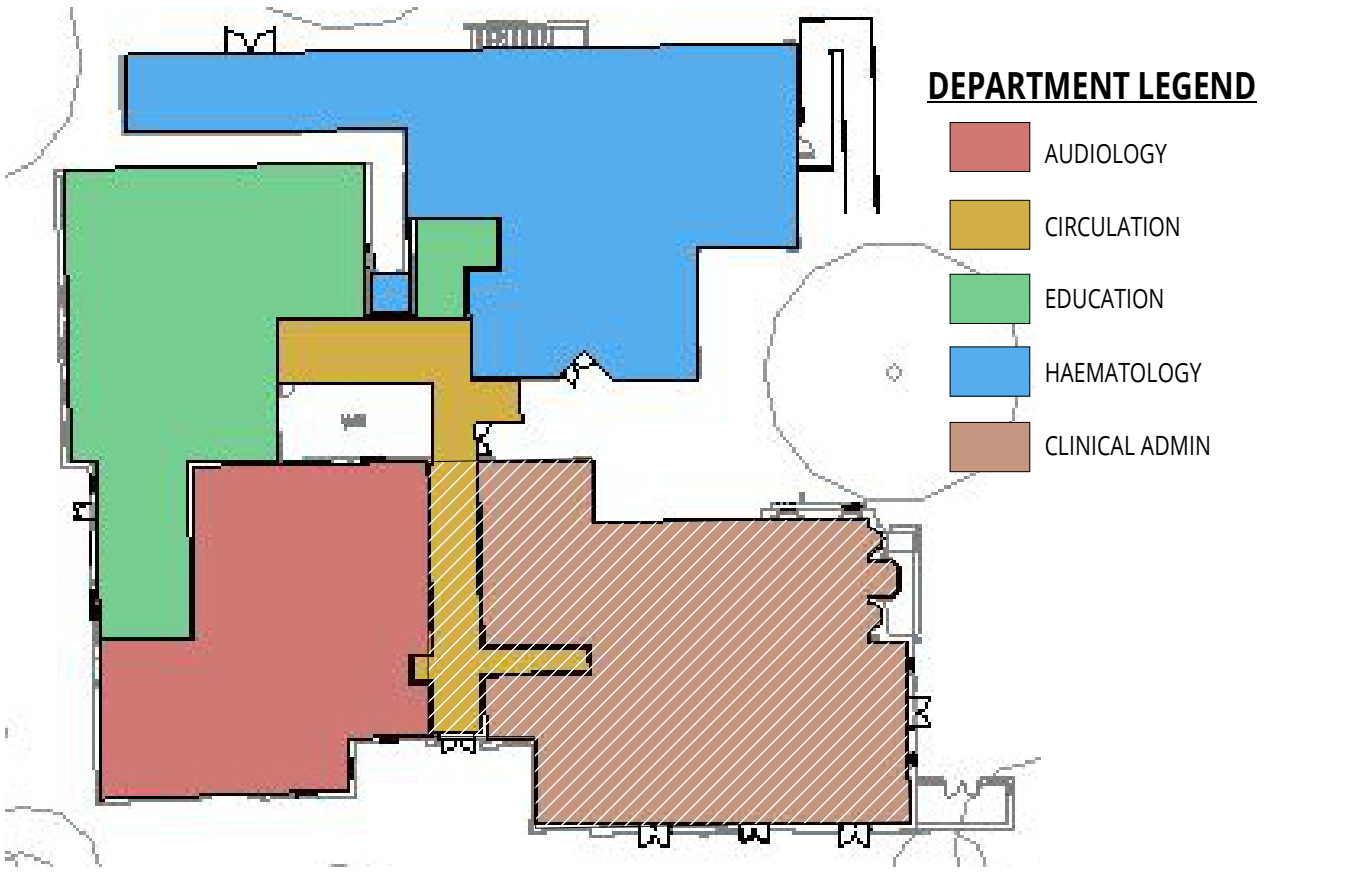 DEPARTMENT LEGEND
AUDIOLOGY
CIRCULATION
EDUCATION
HAEMATOLOGY
CLINICAL ADMIN